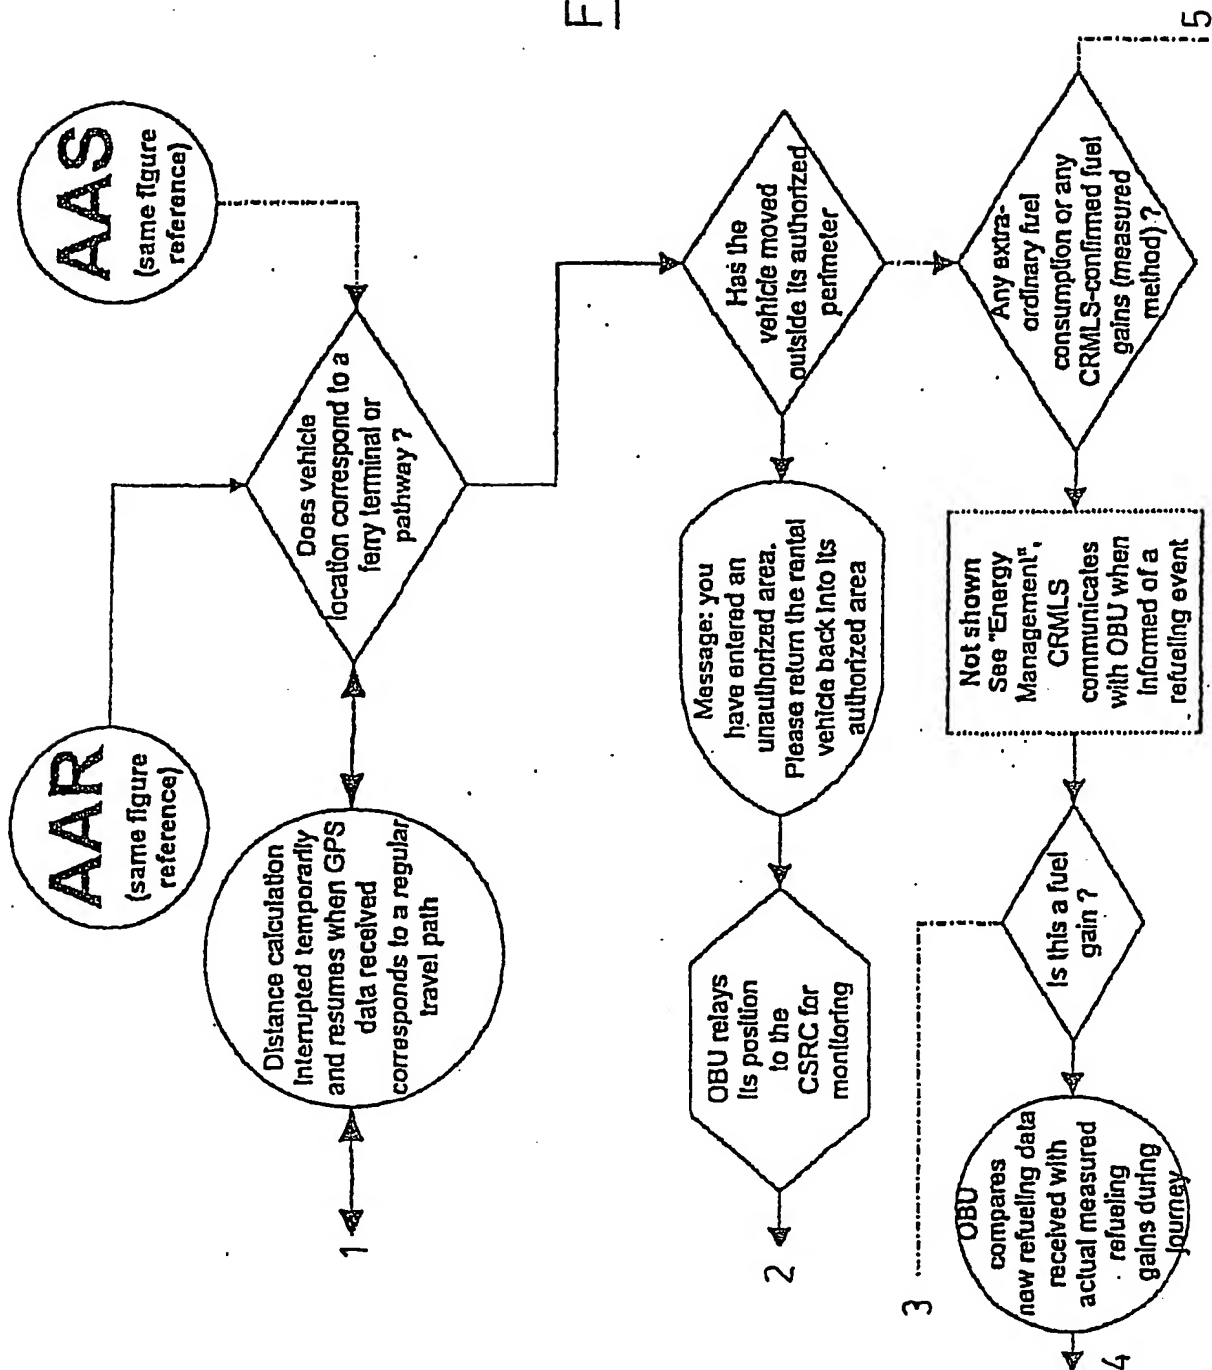 F
AAS
(same figure
reference)
AAR
(same figure
reference)
Does vehicle
location correspond to a
ferry terminal or
pathway ?
Distance calculation
Interrupted temporarily
and resumes when GPS
data received
corresponds to a regular
travel path
1
Has the
vehicle moved
outside its authorized
perimeter
Message: you
have entered an
unauthorized area.
Please return the rental
vehicle back into its
authorized area
OBU relays
its position
to the
CSRC for
monitoring
2
Any extra-
ordinary fuel
consumption or any
CRMLS-confirmed fuel
gains (measured
method) ?
5
Not shown
See "Energy
Management",
CRMLS
communicates
with OBU when
Informed of a
refueling event
Is this a fuel
gain ?
3
OBU
compares
new refueling data
received with
actual measured
refueling
gains during
journey
4